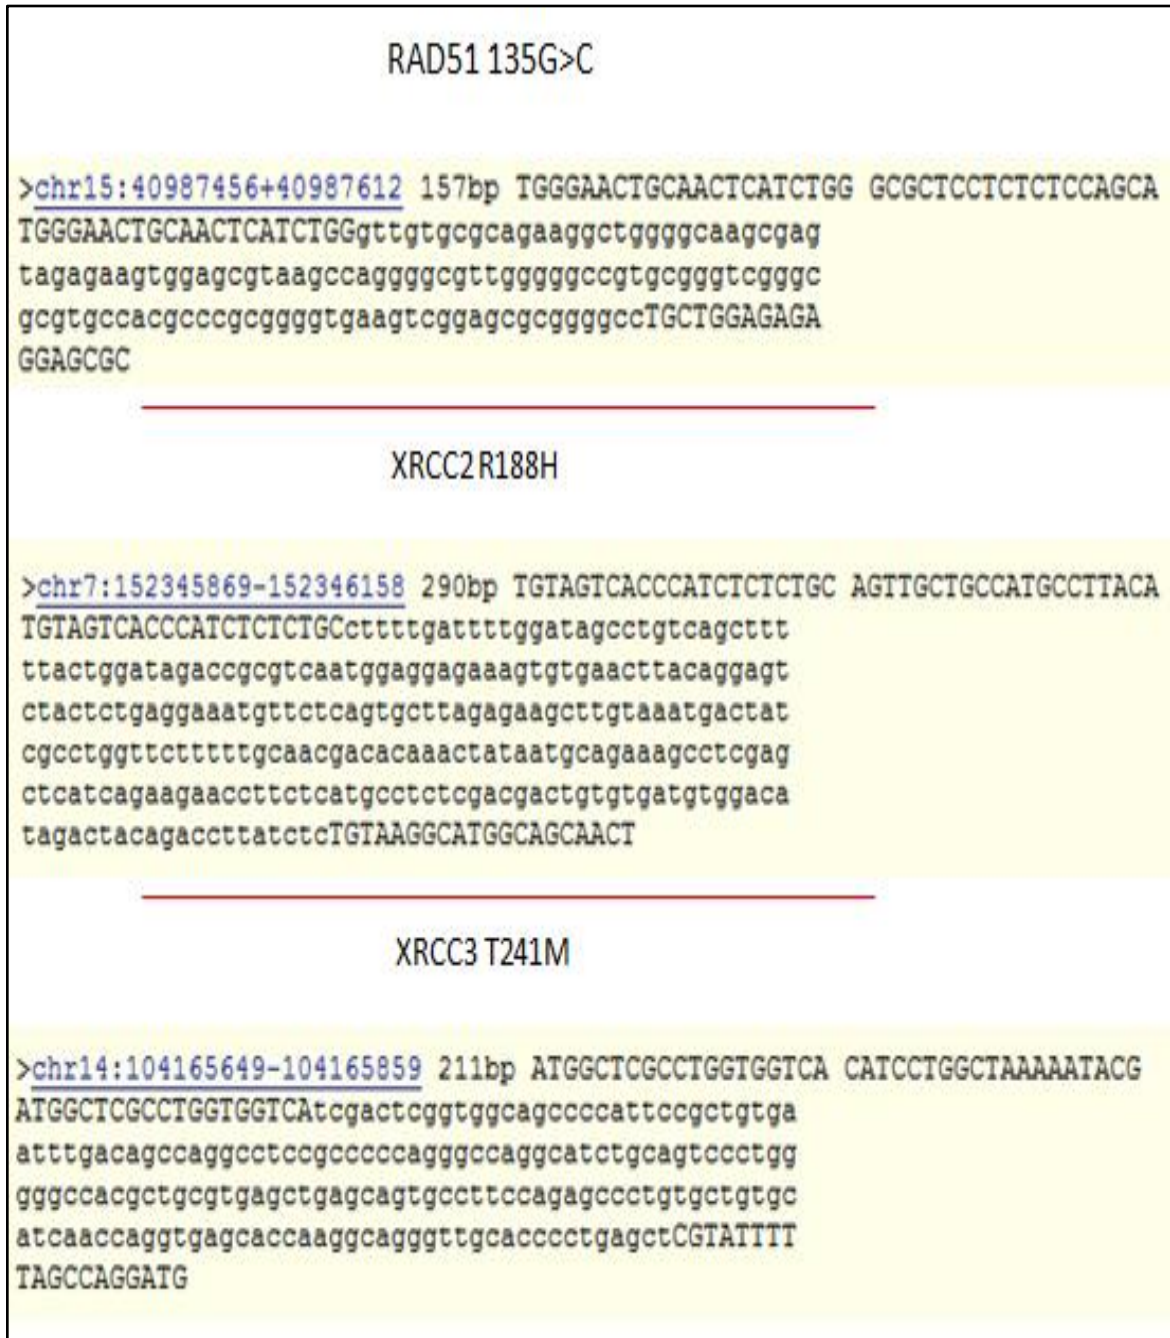 RAD51 135G>C
>chr15:40987456+40987612 157bp TGGGAACTGCAACTCATCTGG GCGCTCCTCTCTCCAGCA
TGGGAACTGCAACTCATCTGGgttgtgcgcagaaggctggggcaagcgag
tagagaagtggagcgtaagccaggggcgttgggggccgtgcgggtcgggc
gcgtgccacgcccgcggggtgaagtcggagcgcggggccTGCTGGAGAGA
GGAGCGC
XRCC2 R188H
>chr7:152345869-152346158 290bp TGTAGTCACCCATCTCTCTGC AGTTGCTGCCATGCCTTACA
TGTAGTCACCCATCTCTCTGCcttttgattttggatagcctgtcagcttt
ttactggatagaccgcgtcaatggaggagaaagtgtgaacttacaggagt
ctactctgaggaaatgttctcagtgcttagagaagcttgtaaatgactat
cgcctggttctttttgcaacgacacaaactataatgcagaaagcctcgag
ctcatcagaagaaccttctcatgcctctcgacgactgtgtgatgtggaca
tagactacagaccttatctcTGTAAGGCATGGCAGCAACT
XRCC3 T241M
>chr14:104165649-104165859 211bp ATGGCTCGCCTGGTGGTCA CATCCTGGCTAAAAATACG
ATGGCTCGCCTGGTGGTCAtcgactcggtggcagccccattccgctgtga
atttgacagccaggcctccgcccccagggccaggcatctgcagtccctgg
gggccacgctgcgtgagctgagcagtgccttccagagccctgtgctgtgc
atcaaccaggtgagcaccaaggcagggttgcacccctgagctCGTATTTT
TAGCCAGGATG